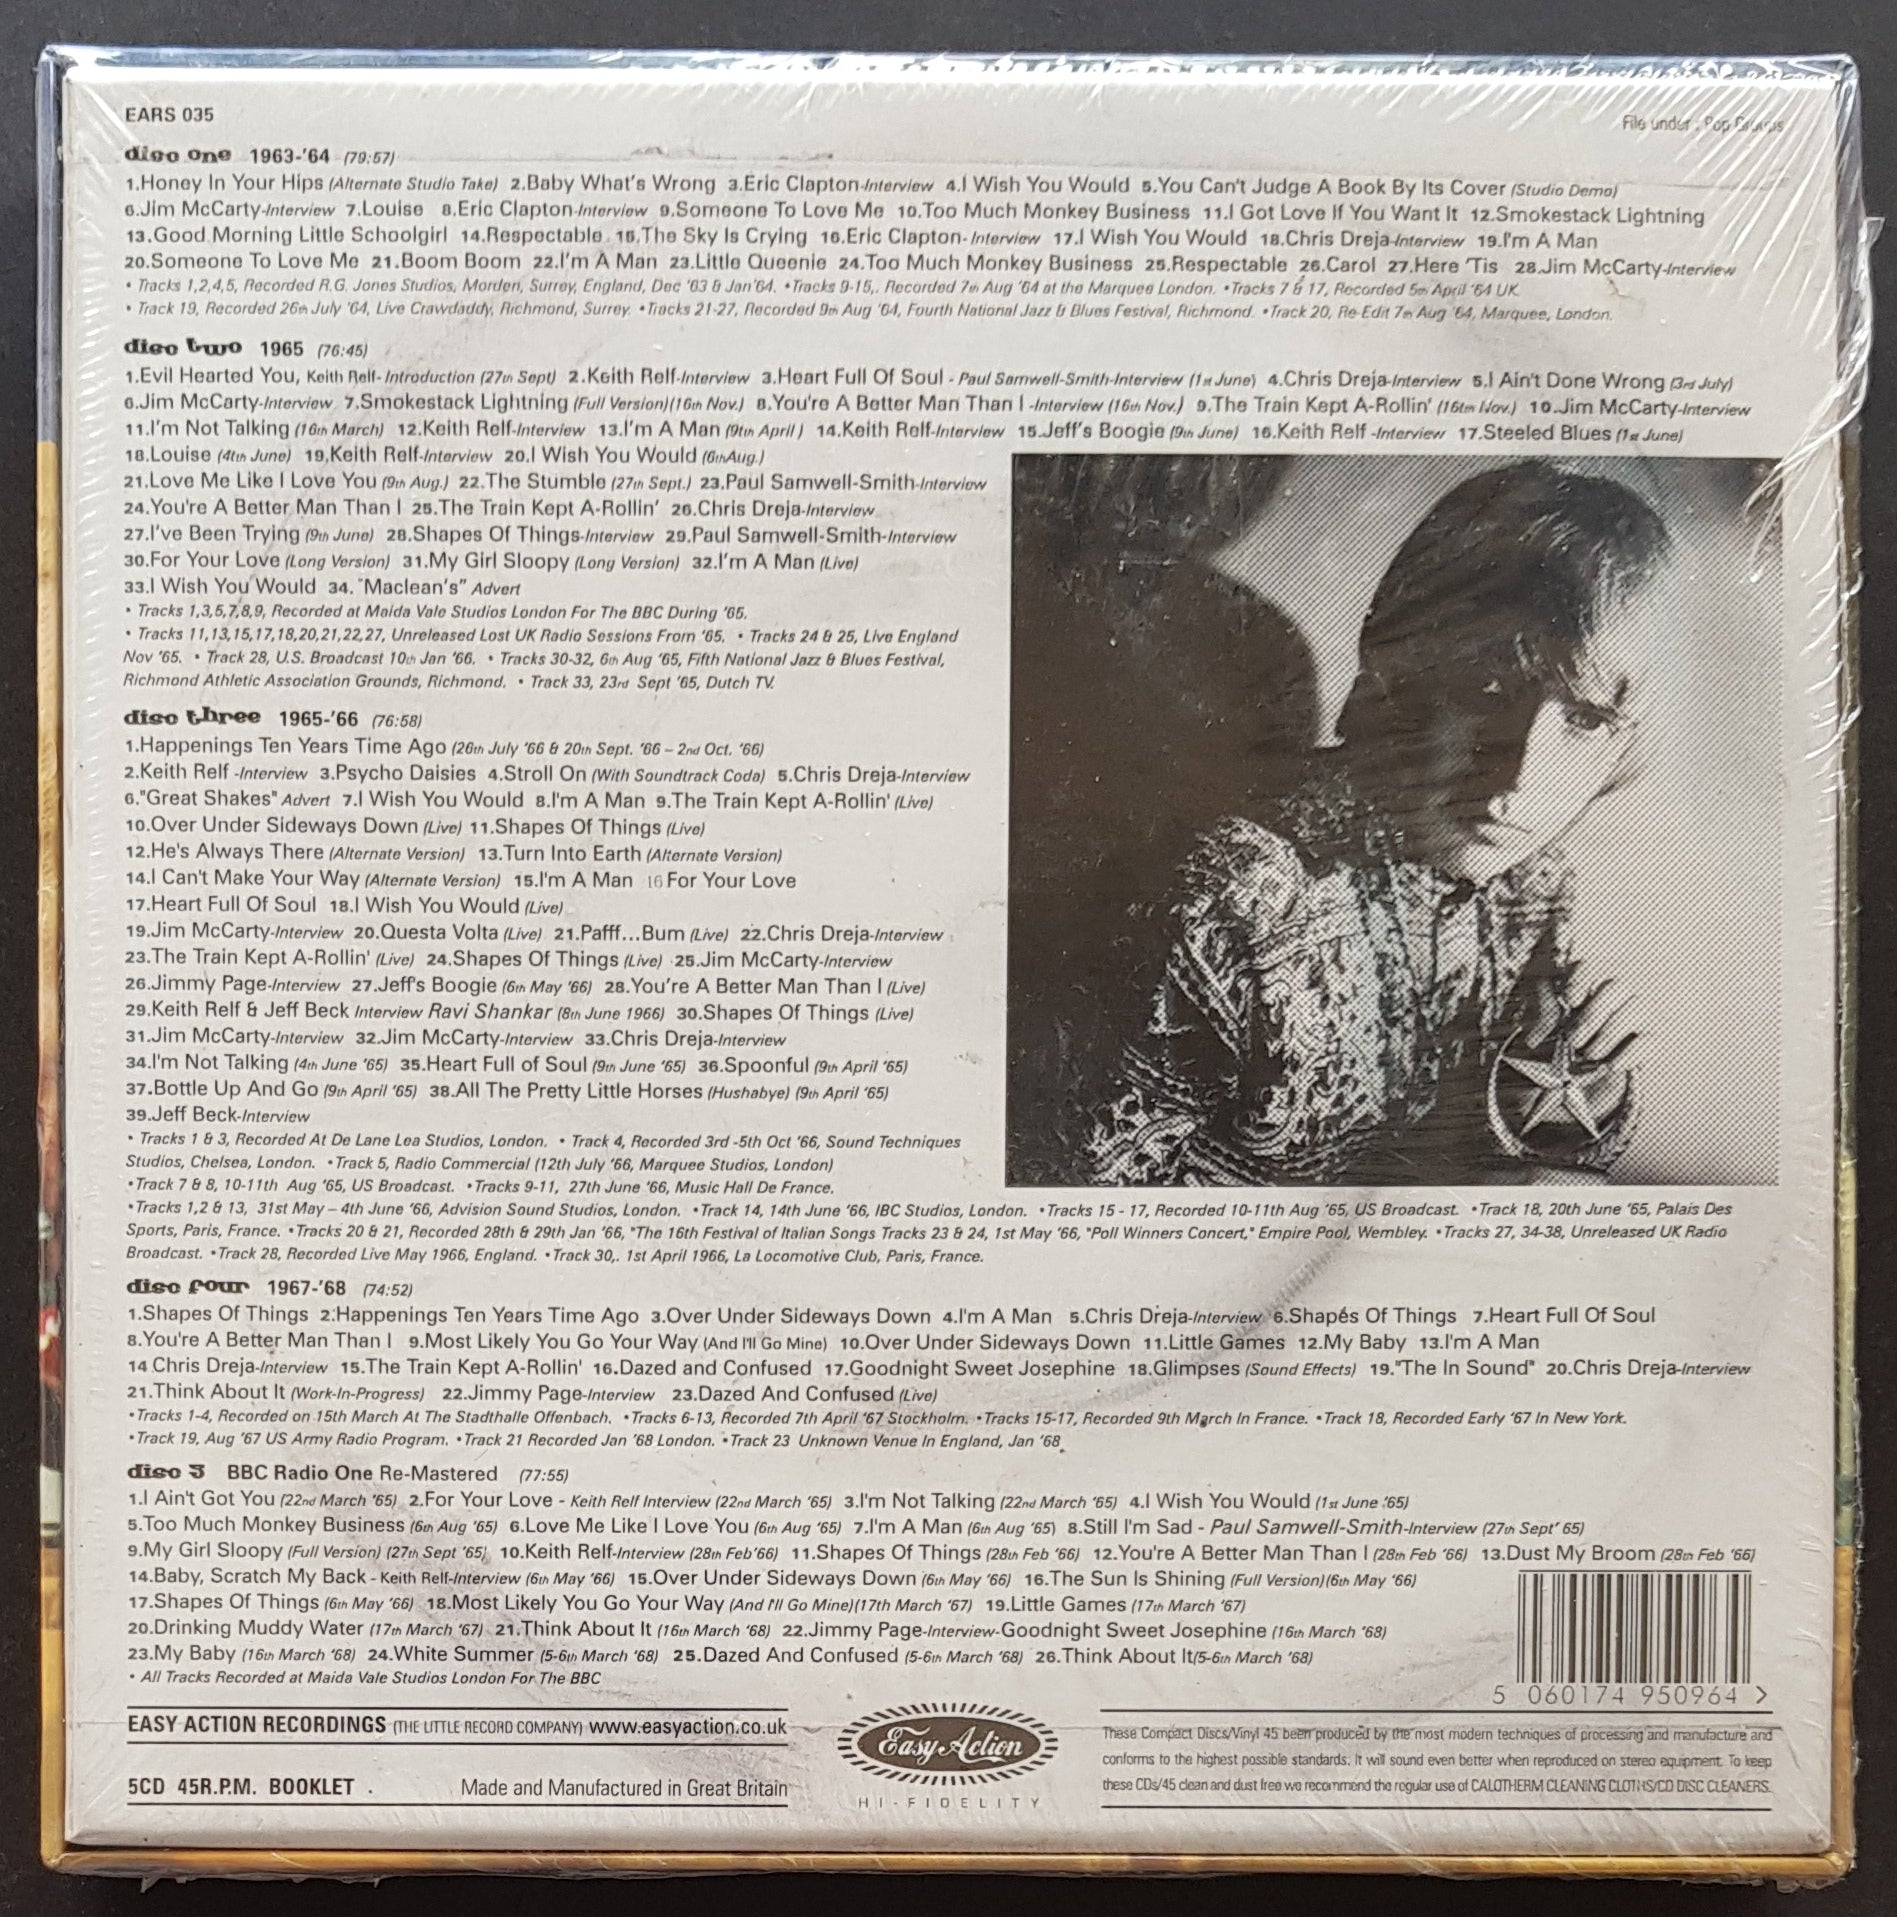 EARS 035
File under : Pop Groups
disc one 1963-'64 (79:57)
1.Honey In Your Hips (Alternate Studio Take) 2.Baby What's Wrong 3.Eric Clapton-Interview 4.I Wish You Would 5.You Can't Judge A Book By Its Cover (Studio Demo)
6.Jim McCarty-Interview 7.Louise 8.Eric Clapton-Interview 9.Someone To Love Me 10.Too Much Monkey Business 11.I Got Love If You Want It 12.Smokestack Lightning
13.Good Morning Little Schoolgirl 14.Respectable 15.The Sky Is Crying 16.Eric Clapton-Interview 17.I Wish You Would 18.Chris Dreja-Interview 19.I'm A Man
20.Someone To Love Me 21.Boom Boom 22.I'm A Man 23.Little Queenie 24.Too Much Monkey Business 25.Respectable 26.Carol 27.Here 'Tis 28.Jim McCarty-Interview
• Tracks 1,2,4,5, Recorded R.G. Jones Studios, Morden, Surrey, England, Dec '63 & Jan'64. •Tracks 9-15,. Recorded 7th Aug '64 at the Marquee London. •Tracks 7 & 17, Recorded 5th April '64 UK.
• Track 19, Recorded 26th July '64, Live Crawdaddy, Richmond, Surrey. •Tracks 21-27, Recorded 9th Aug '64, Fourth National Jazz & Blues Festival, Richmond. •Track 20, Re-Edit 7th Aug '64, Marquee, London.
disc two 1965 (76:45)
1.Evil Hearted You, Keith Relf- Introduction (27th Sept) 2.Keith Relf-Interview 3.Heart Full Of Soul - Paul Samwell-Smith-Interview (1st June) 4.Chris Dreja-Interview 5.I Ain't Done Wrong (3rd July)
6.Jim McCarty-Interview 7.Smokestack Lightning (Full Version)(16th Nov.) 8.You're A Better Man Than I -Interview (16th Nov.) 9.The Train Kept A-Rollin' (16tm Nov.) 10.Jim McCarty-Interview
11.I'm Not Talking (16th March) 12.Keith Relf-Interview 13.I'm A Man (9th April ) 14.Keith Relf-Interview 15.Jeff's Boogie (9th June) 16.Keith Relf -Interview 17.Steeled Blues (1st June)
18.Louise (4th June) 19.Keith Relf-Interview 20.I Wish You Would (6thAug.)
21.Love Me Like I Love You (9th Aug.) 22.The Stumble (27th Sept.) 23.Paul Samwell-Smith-Interview
24.You're A Better Man Than I 25.The Train Kept A-Rollin' 26.Chris Dreja-Interview
27.I've Been Trying (9th June) 28.Shapes Of Things-Interview 29.Paul Samwell-Smith-Interview
30.For Your Love (Long Version) 31.My Girl Sloopy (Long Version) 32.I'm A Man (Live)
33.I Wish You Would 34. "Maclean's" Advert
• Tracks 1,3,5,7,8,9, Recorded at Maida Vale Studios London For The BBC During '65.
• Tracks 11,13,15,17,18,20,21,22,27, Unreleased Lost UK Radio Sessions From '65. • Tracks 24 & 25, Live England
Nov '65. • Track 28, U.S. Broadcast 10th Jan '66. • Tracks 30-32, 6th Aug '65, Fifth National Jazz & Blues Festival,
Richmond Athletic Association Grounds, Richmond. • Track 33, 23rd Sept '65, Dutch TV.
disc three 1965-'66 (76:58)
1.Happenings Ten Years Time Ago (26th July '66 & 20th Sept. '66 – 2nd Oct. '66)
2.Keith Relf -Interview 3.Psycho Daisies 4.Stroll On (With Soundtrack Coda) 5.Chris Dreja-Interview
6."Great Shakes" Advert 7.I Wish You Would 8.I'm A Man 9.The Train Kept A-Rollin' (Live)
10.Over Under Sideways Down (Live) 11.Shapes Of Things (Live)
12.He's Always There (Alternate Version) 13.Turn Into Earth (Alternate Version)
14.I Can't Make Your Way (Alternate Version) 15.I'm A Man 16 For Your Love
17.Heart Full Of Soul 18.I Wish You Would (Live)
19.Jim McCarty-Interview 20.Questa Volta (Live) 21.Pafff...Bum (Live) 22.Chris Dreja-Interview
23.The Train Kept A-Rollin' (Live) 24.Shapes Of Things (Live) 25.Jim McCarty-Interview
26.Jimmy Page-Interview 27.Jeff's Boogie (6th May '66) 28.You're A Better Man Than I (Live)
29.Keith Relf & Jeff Beck Interview Ravi Shankar (8th June 1966) 30.Shapes Of Things (Live)
31.Jim McCarty-Interview 32.Jim McCarty-Interview 33.Chris Dreja-Interview
34.I'm Not Talking (4th June '65) 35.Heart Full of Soul (9th June '65) 36.Spoonful (9th April '65)
37.Bottle Up And Go (9th April '65) 38.All The Pretty Little Horses (Hushabye) (9th April '65)
39.Jeff Beck-Interview
• Tracks 1 & 3, Recorded At De Lane Lea Studios, London. • Track 4, Recorded 3rd -5th Oct '66, Sound Techniques
Studios, Chelsea, London. •Track 5, Radio Commercial (12th July '66, Marquee Studios, London)
•Track 7 & 8, 10-11th Aug '65, US Broadcast. •Tracks 9-11, 27th June '66, Music Hall De France.
•Tracks 1,2 & 13, 31st May – 4th June '66, Advision Sound Studios, London. •Track 14, 14th June '66, IBC Studios, London. •Tracks 15 - 17, Recorded 10-11th Aug '65, US Broadcast. •Track 18, 20th June '65, Palais Des
Sports, Paris, France. •Tracks 20 & 21, Recorded 28th & 29th Jan '66, "The 16th Festival of Italian Songs Tracks 23 & 24, 1st May '66, "Poll Winners Concert," Empire Pool, Wembley. •Tracks 27, 34-38, Unreleased UK Radio
Broadcast. •Track 28, Recorded Live May 1966, England. •Track 30,. 1st April 1966, La Locomotive Club, Paris, France.
disc four 1967-'68 (74:52)
1.Shapes Of Things 2.Happenings Ten Years Time Ago 3.Over Under Sideways Down 4.I'm A Man 5.Chris Dreja-Interview 6.Shapes Of Things 7.Heart Full Of Soul
8.You're A Better Man Than I 9.Most Likely You Go Your Way (And I'll Go Mine) 10.Over Under Sideways Down 11.Little Games 12.My Baby 13.I'm A Man
14 Chris Dreja-Interview 15.The Train Kept A-Rollin' 16.Dazed and Confused 17.Goodnight Sweet Josephine 18.Glimpses (Sound Effects) 19."The In Sound" 20.Chris Dreja-Interview
21.Think About It (Work-In-Progress) 22.Jimmy Page-Interview 23.Dazed And Confused (Live)
•Tracks 1-4, Recorded on 15th March At The Stadthalle Offenbach. •Tracks 6-13, Recorded 7th April '67 Stockholm. •Tracks 15-17, Recorded 9th March In France. •Track 18, Recorded Early '67 In New York.
•Track 19, Aug '67 US Army Radio Program. •Track 21 Recorded Jan '68 London. •Track 23 Unknown Venue In England, Jan '68.
disc 5 BBC Radio One Re-Mastered (77:55)
1.I Ain't Got You (22nd March '65) 2.For Your Love - Keith Relf Interview (22nd March '65) 3.I'm Not Talking (22nd March '65) 4.I Wish You Would (1st June '65)
5.Too Much Monkey Business (6th Aug '65) 6.Love Me Like I Love You (6th Aug '65) 7.I'm A Man (6th Aug '65) 8.Still I'm Sad - Paul Samwell-Smith-Interview (27th Sept' 65)
9.My Girl Sloopy (Full Version) (27th Sept '65) 10.Keith Relf-Interview (28th Feb'66) 11.Shapes Of Things (28th Feb '66) 12.You're A Better Man Than I (28th Feb '66) 13.Dust My Broom (28th Feb '66)
14.Baby, Scratch My Back - Keith Relf-Interview (6th May '66) 15.Over Under Sideways Down (6th May '66) 16.The Sun Is Shining (Full Version)(6th May '66)
17.Shapes Of Things (6th May '66) 18.Most Likely You Go Your Way (And I'll Go Mine)(17th March '67) 19.Little Games (17th March '67)
20.Drinking Muddy Water (17th March '67) 21.Think About It (16th March '68) 22.Jimmy Page-Interview-Goodnight Sweet Josephine (16th March '68)
23.My Baby (16th March '68) 24.White Summer (5-6th March '68) 25.Dazed And Confused (5-6th March '68) 26.Think About It(5-6th March '68)
• All Tracks Recorded at Maida Vale Studios London For The BBC
5 060174 950964 >
EASY ACTION RECORDINGS (THE LITTLE RECORD COMPANY) www.easyaction.co.uk
5CD 45R.P.M. BOOKLET . Made and Manufactured in Great Britain
Easy Action
HI-FIDELITY
These Compact Discs/Vinyl 45 been produced by the most modern techniques of processing and manufacture and
conforms to the highest possible standards. It will sound even better when reproduced on stereo equipment. To keep
these CDs/45 clean and dust free we recommend the regular use of CALOTHERM CLEANING CLOTHS/CD DISC CLEANERS.